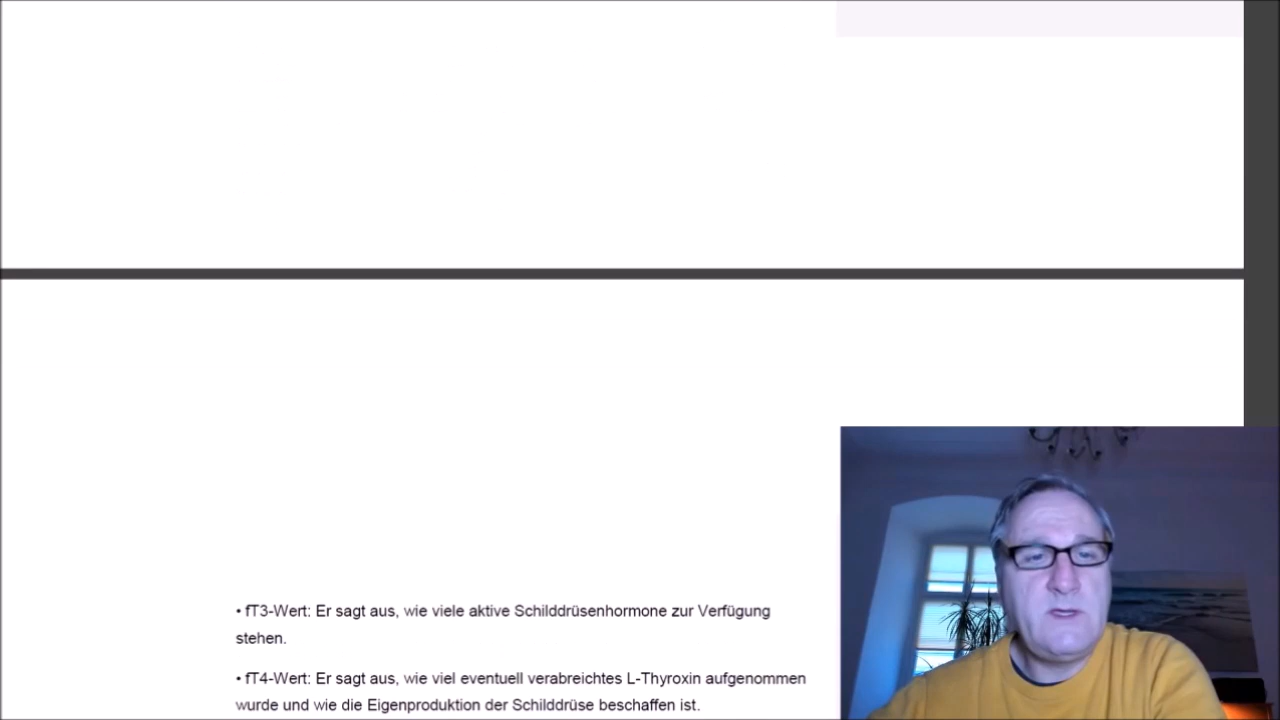 • fT3-Wert: Er sagt aus, wie viele aktive Schilddrüsenhormone zur Verfügung
stehen.
• fT4-Wert: Er sagt aus, wie viel eventuell verabreichtes L-Thyroxin aufgenommen
wurde und wie die Eigenproduktion der Schilddrüse beschaffen ist.